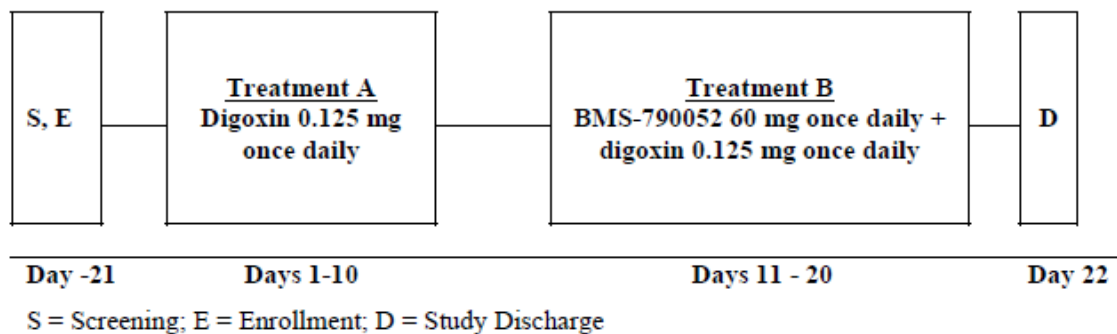 S, E
Treatment A
Digoxin 0.125 mg
once daily
Treatment B
BMS-790052 60 mg once daily +
digoxin 0.125 mg once daily
D
Day -21
Days 1-10
Days 11 - 20
Day 22
S = Screening; E = Enrollment; D = Study Discharge